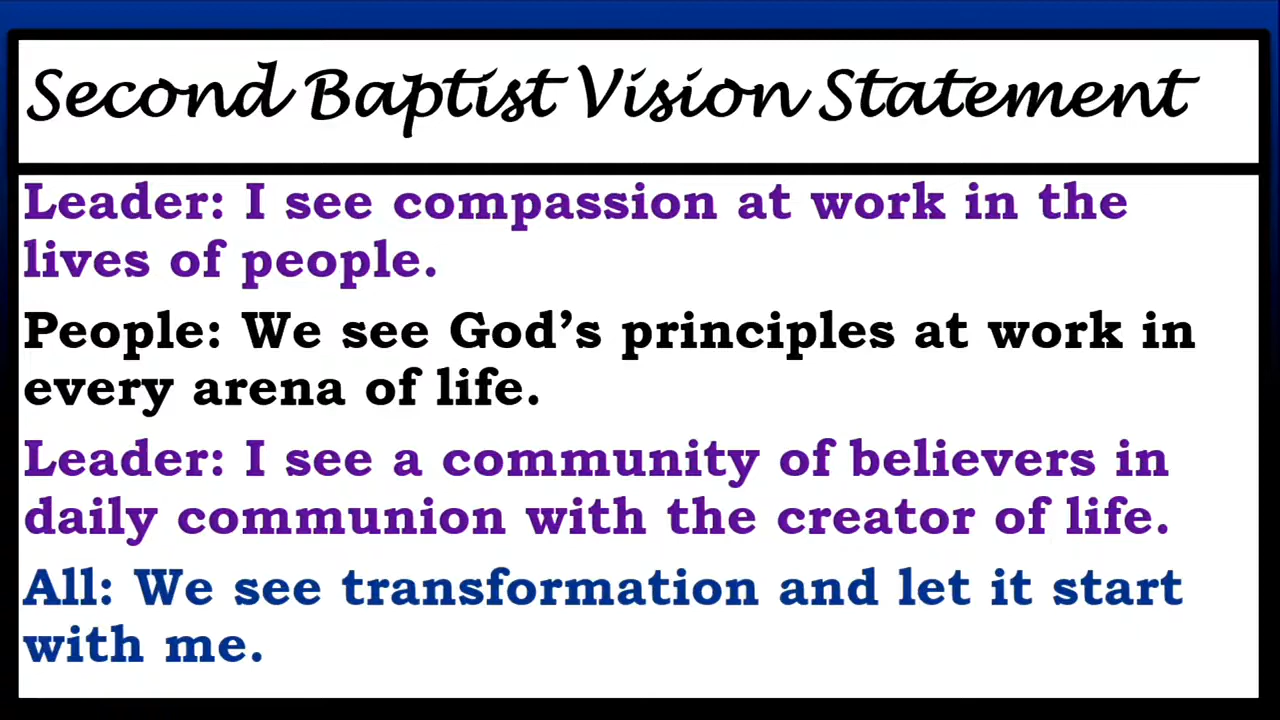 Second Baptist Vision Statement
Leader: I see compassion at work in the
lives of people.
People: We see God’s principles at work in
every arena of life.
Leader: I see a community of believers in
daily communion with the creator of life.
All: We see transformation and let it start
with me.